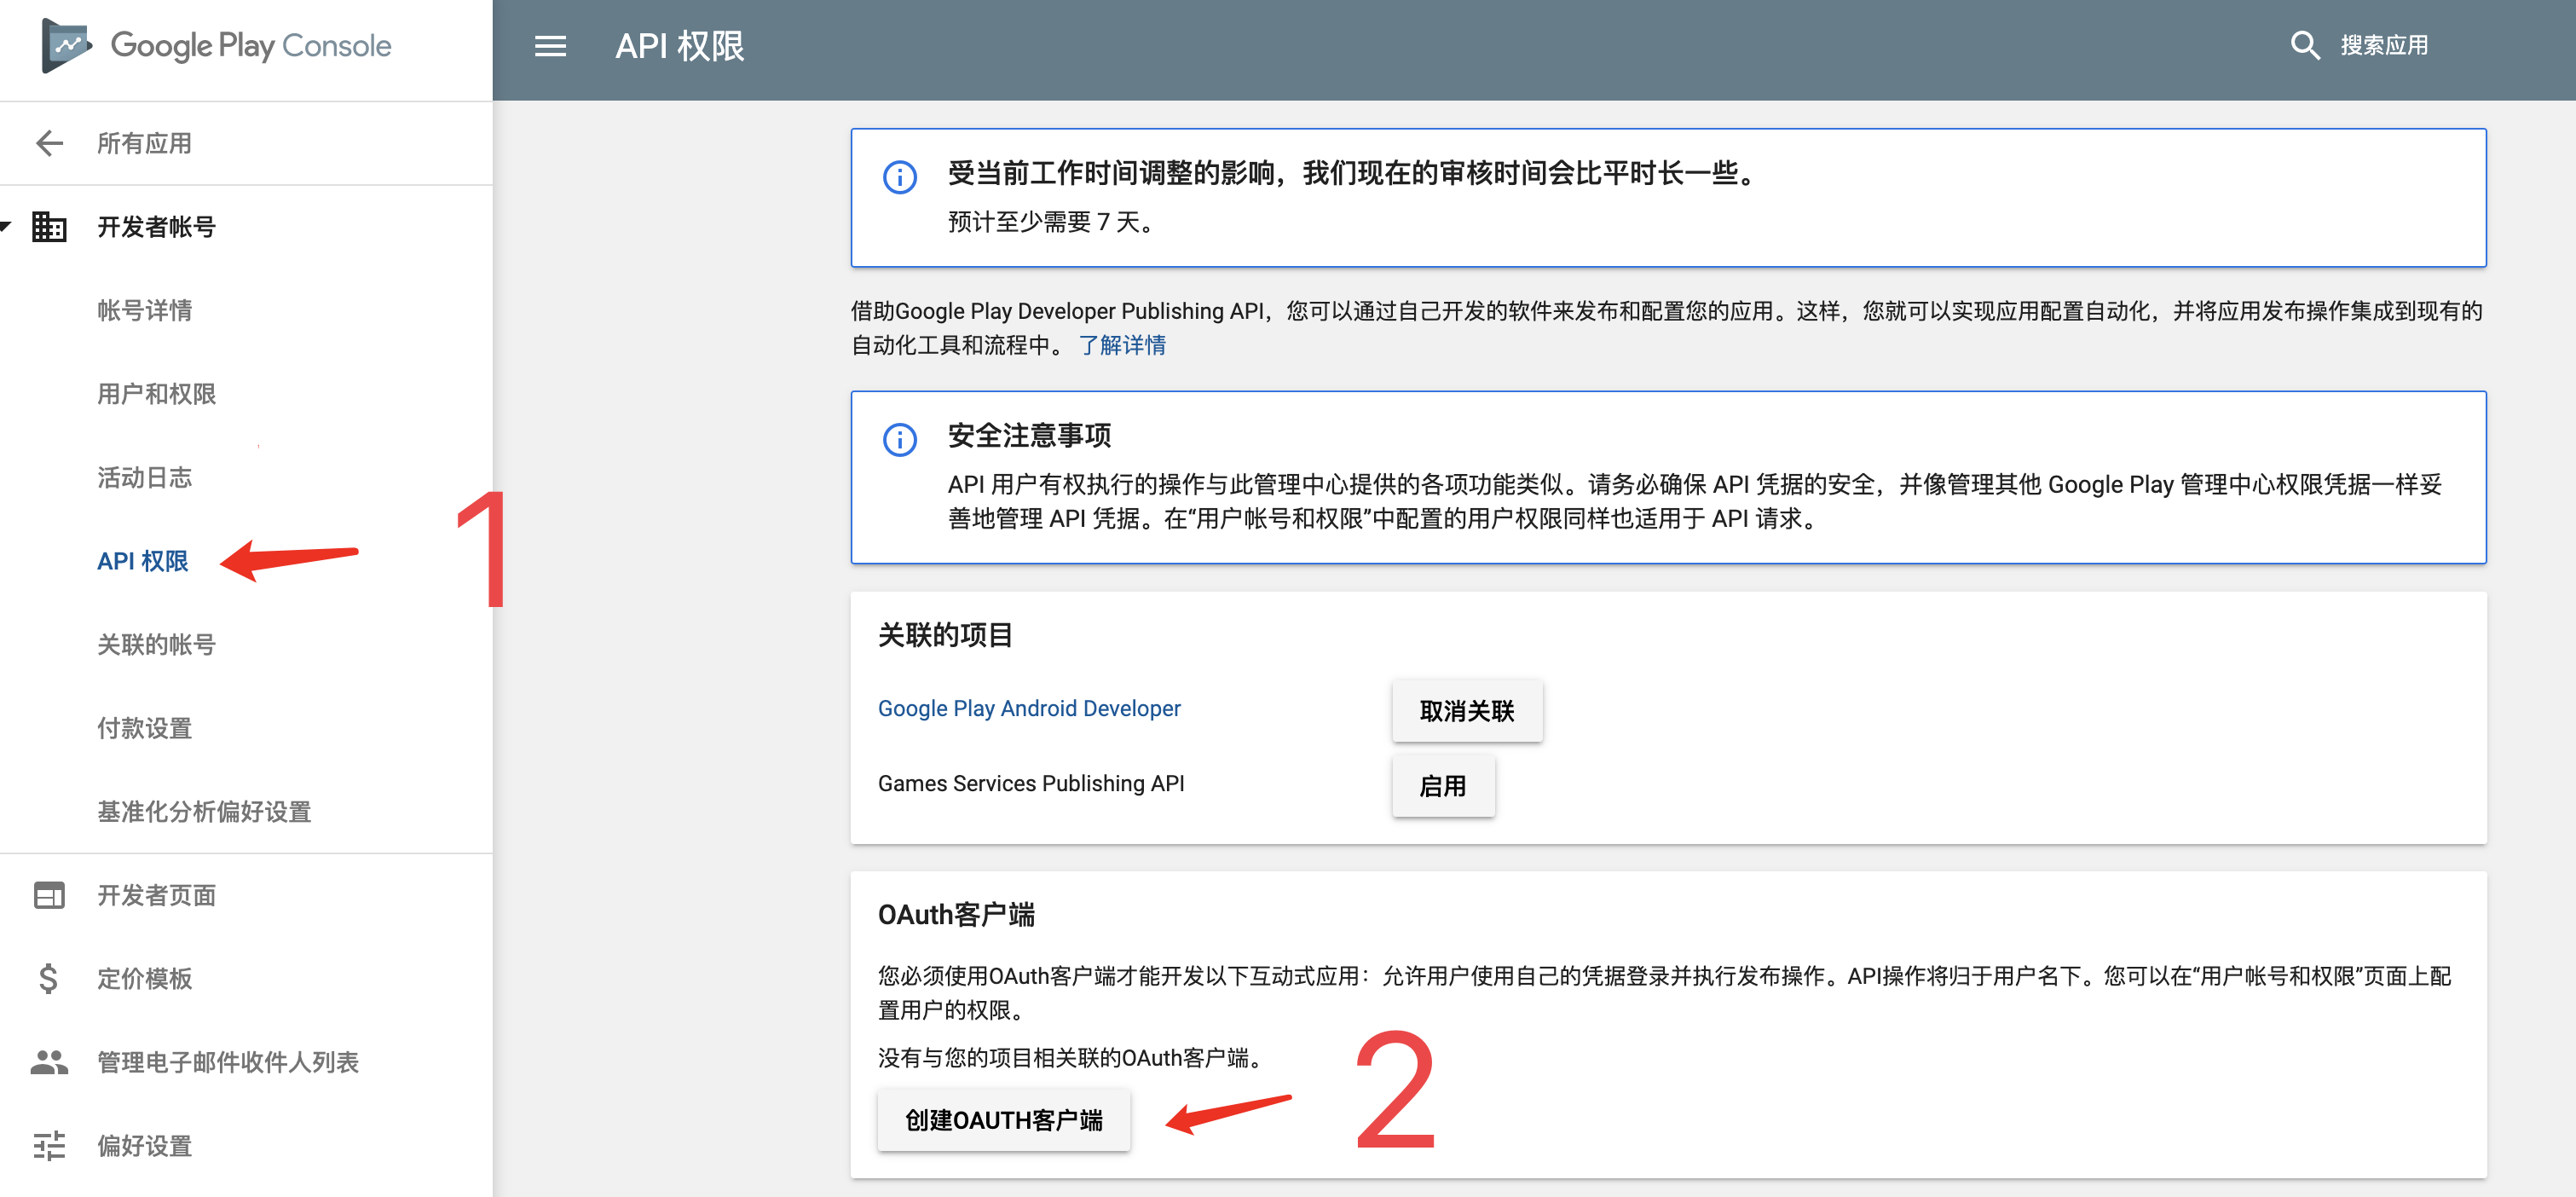 Google Play Console
API 权限
搜索应用
所有应用
开发者帐号
帐号详情
用户和权限
活动日志
API 权限
1
关联的帐号
付款设置
基准化分析偏好设置
开发者页面
定价模板
管理电子邮件收件人列表
偏好设置
受当前工作时间调整的影响，我们现在的审核时间会比平时长一些。
预计至少需要 7 天。
借助Google Play Developer Publishing API，您可以通过自己开发的软件来发布和配置您的应用。这样，您就可以实现应用配置自动化，并将应用发布操作集成到现有的
自动化工具和流程中。 了解详情
安全注意事项
API 用户有权执行的操作与此管理中心提供的各项功能类似。请务必确保 API 凭据的安全，并像管理其他 Google Play 管理中心权限凭据一样妥
善地管理 API 凭据。在“用户帐号和权限”中配置的用户权限同样也适用于 API 请求。
关联的项目
Google Play Android Developer
取消关联
Games Services Publishing API
启用
OAuth客户端
您必须使用OAuth客户端才能开发以下互动式应用：允许用户使用自己的凭据登录并执行发布操作。API操作将归于用户名下。您可以在“用户帐号和权限”页面上配
置用户的权限。
没有与您的项目相关联的OAuth客户端。
创建OAUTH客户端
2